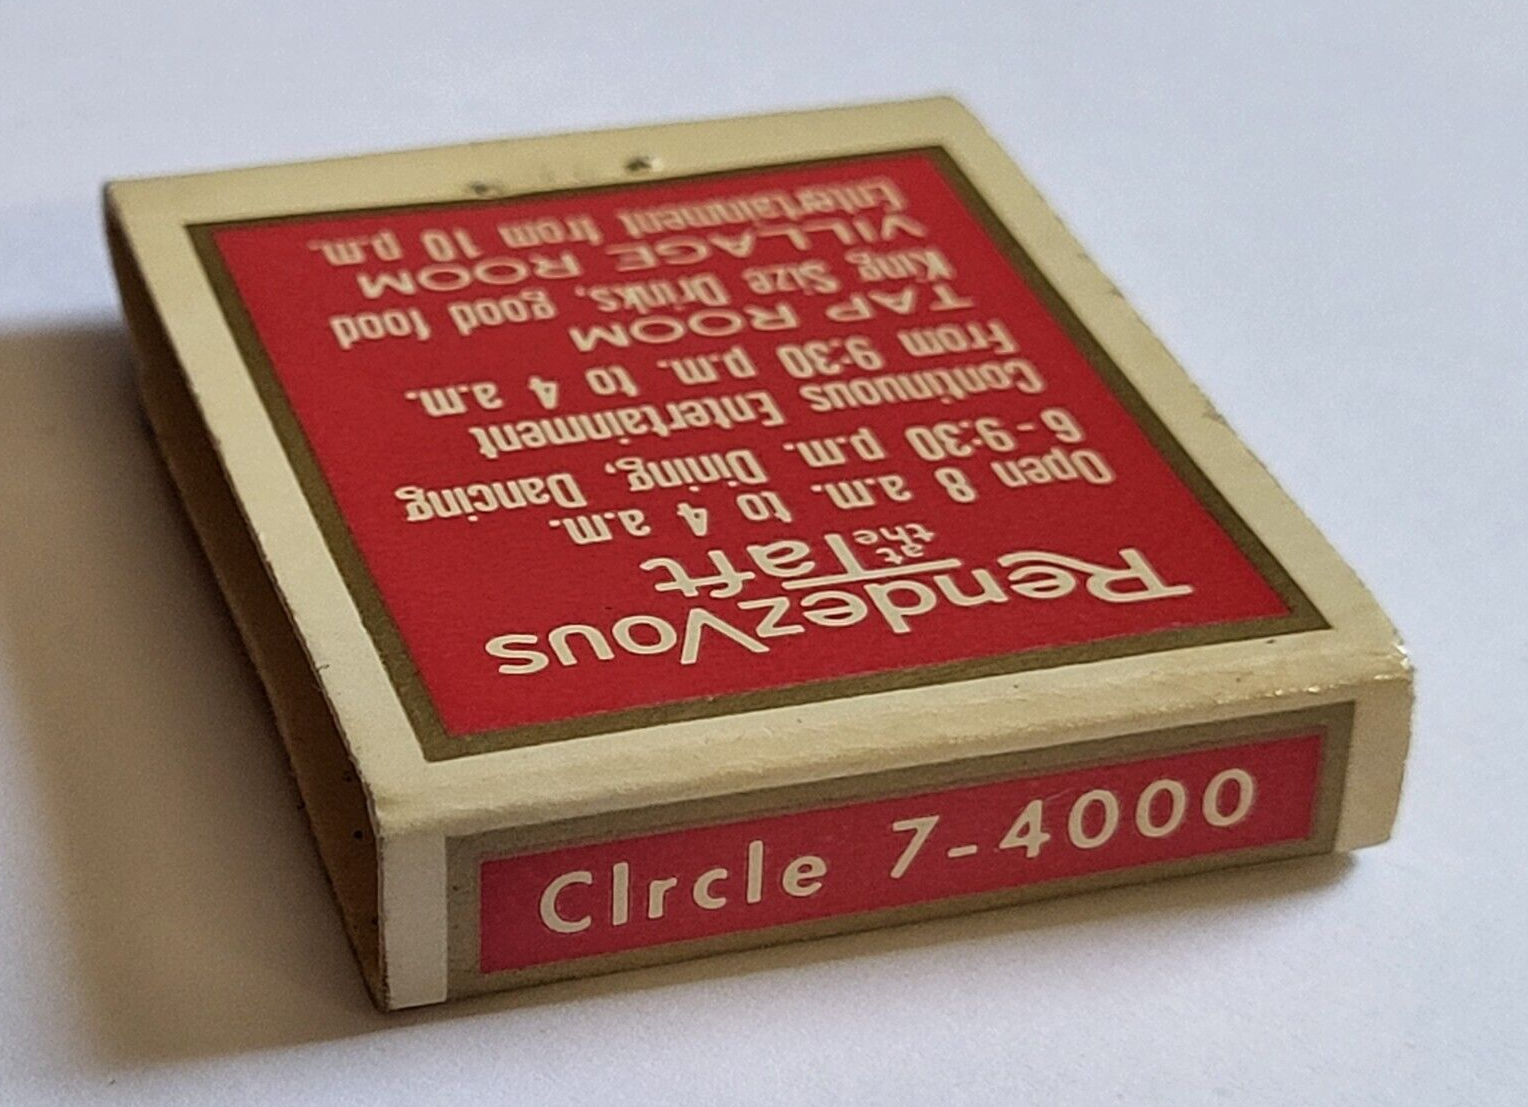 RendezVous
at the Taft
Open 8 a.m. to 4 a.m.
6-9:30 p.m. Dining, Dancing
Continuous Entertainment
From 9:30 p.m. to 4 a.m.
TAP ROOM
King Size Drinks, good food
VILLAGE ROOM
Entertainment from 10 p.m.
CIrcle 7-4000